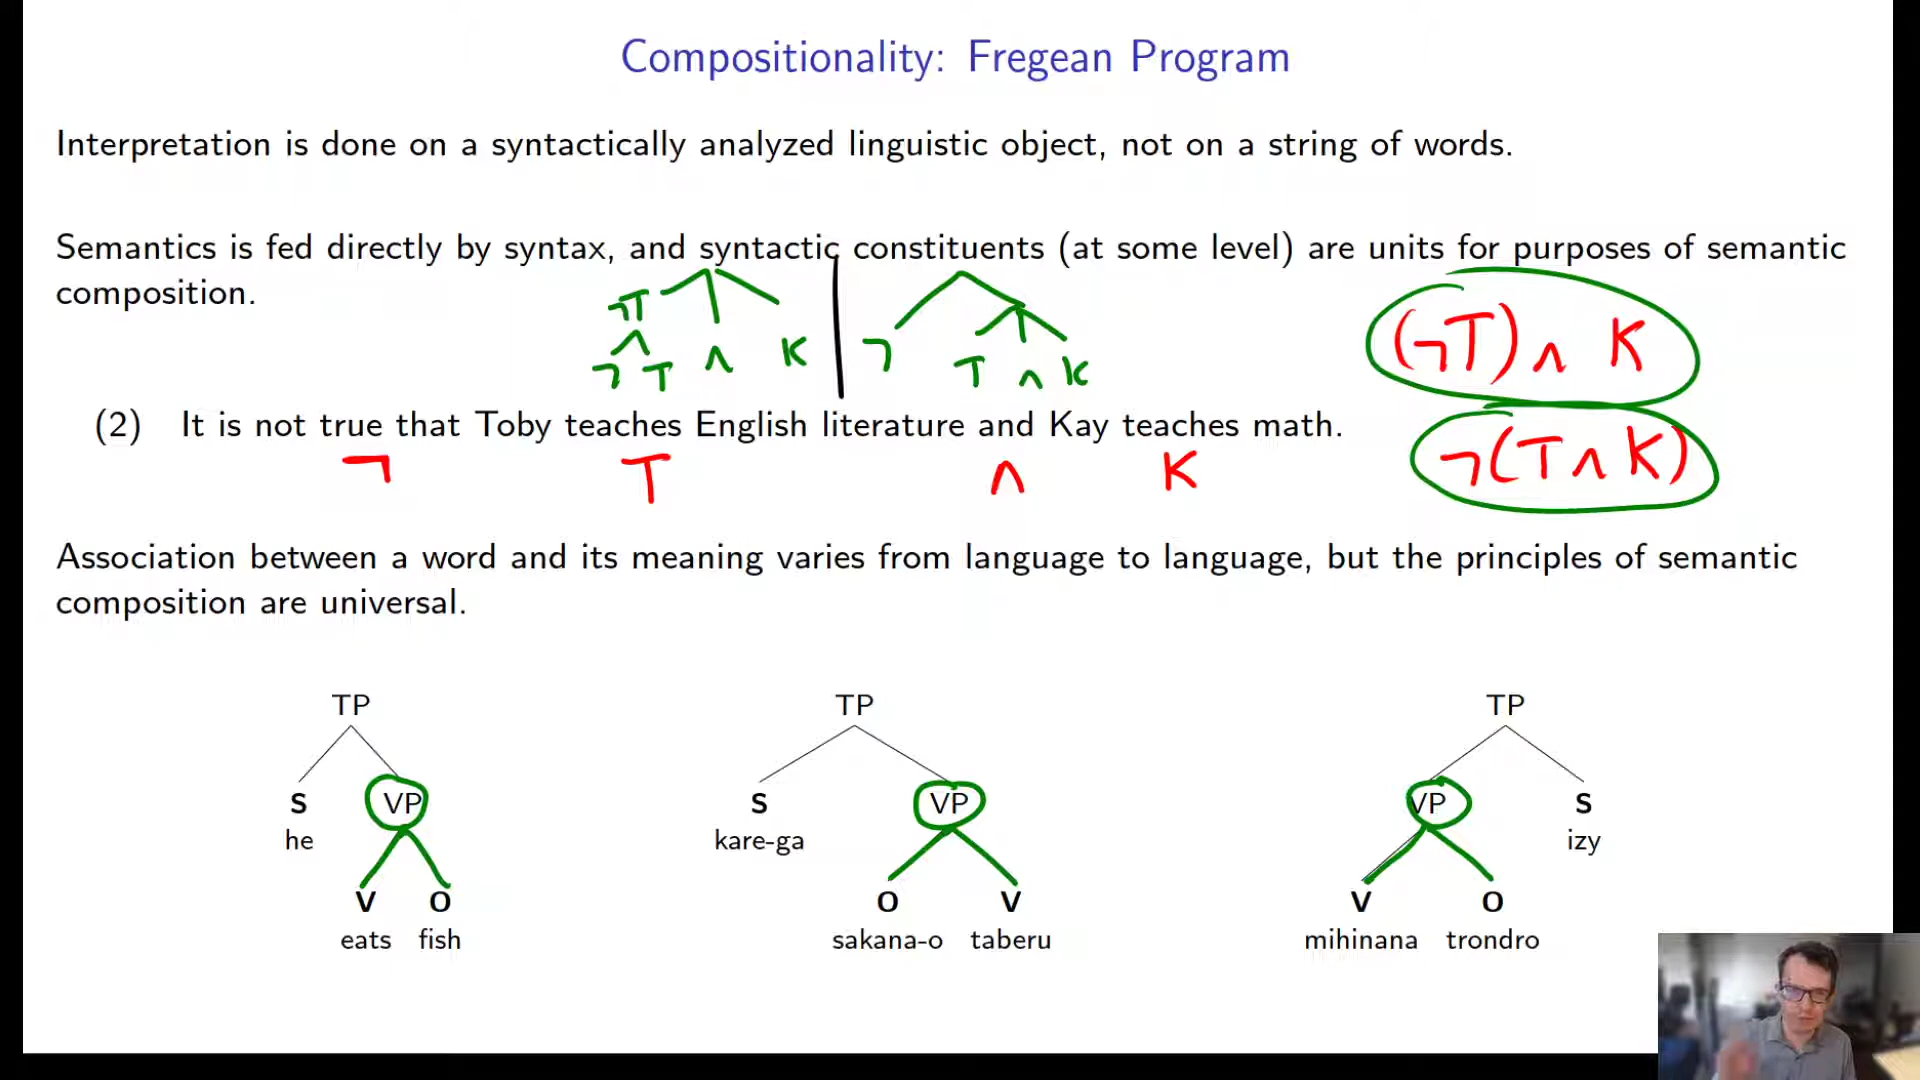 Compositionality: Fregean Program
Interpretation is done on a syntactically analyzed linguistic object, not on a string of words.
Semantics is fed directly by syntax, and syntactic constituents (at some level) are units for purposes of semantic
composition.
¬T
¬ T ∧ K
¬ T ∧ K
(¬T) ∧ K
(2) It is not true that Toby teaches English literature and Kay teaches math.
¬ T ∧ K
¬(T ∧ K)
Association between a word and its meaning varies from language to language, but the principles of semantic
composition are universal.
TP TP TP
S VP S VP VP S
he kare-ga izy
V O O V V O
eats fish sakana-o taberu mihinana trondro